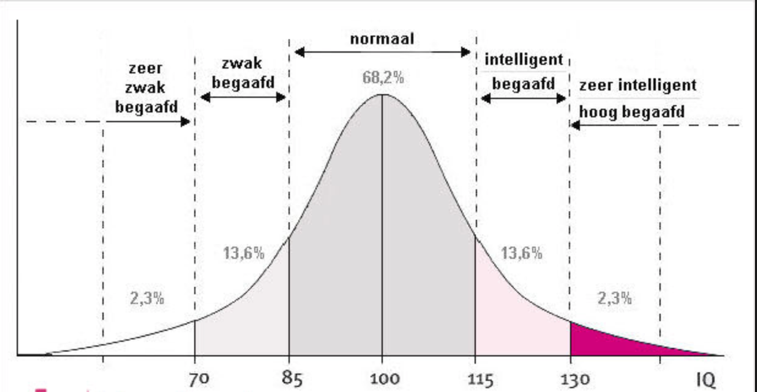 normaal
zeer
zwak
begaafd
zwak
begaafd
intelligent
begaafd
zeer intelligent
hoog begaafd
68,2%
13,6%
13,6%
2,3%
2,3%
70 85 100 115 130 IQ